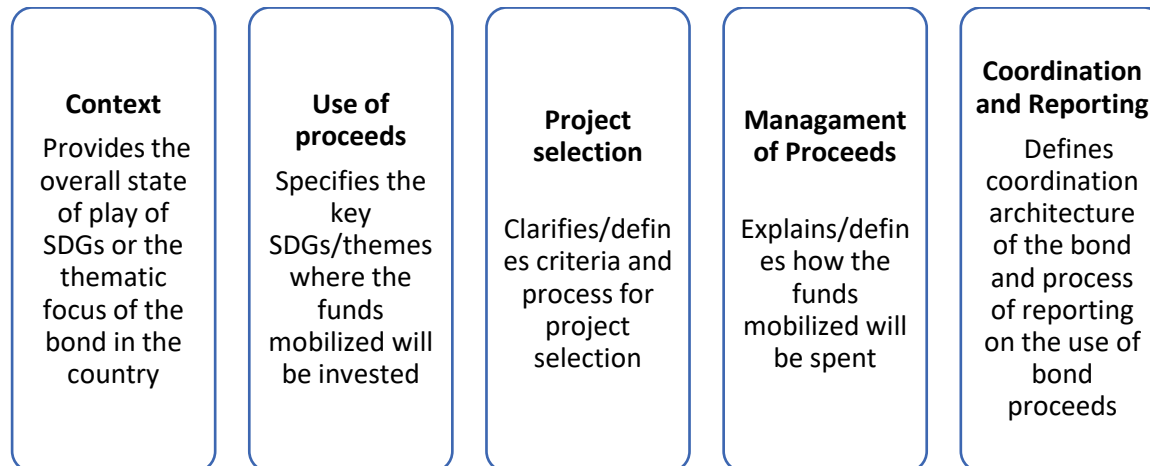 Context
Provides the
overall state
of play of
SDGs or the
thematic
focus of the
bond in the
country
Use of
proceeds
Specifies the
key
SDGs/themes
where the
funds
mobilized will
be invested
Project
selection
Clarifies/defin
es criteria and
process for
project
selection
Managament
of Proceeds
Explains/defin
es how the
funds
mobilized will
be spent
Coordination
and Reporting
Defines
coordination
architecture
of the bond
and process
of reporting
on the use of
bond
proceeds